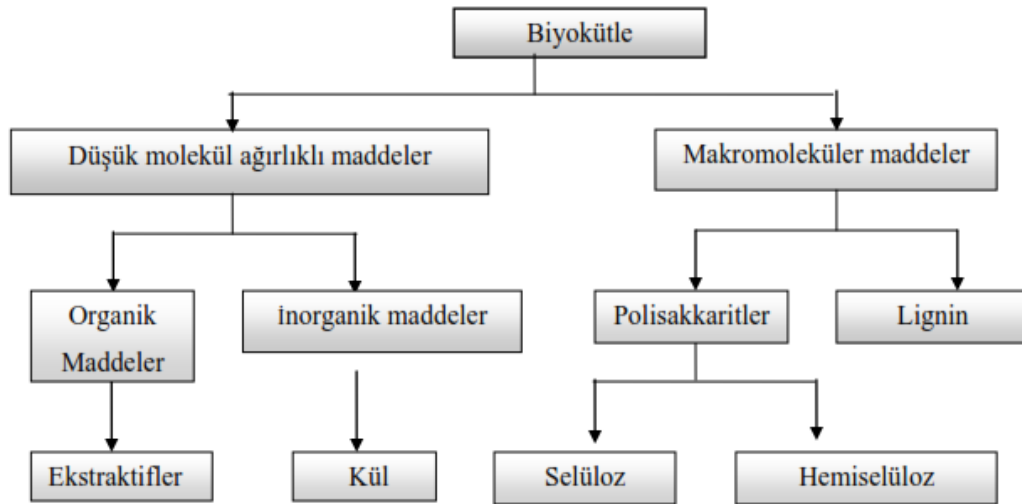 Biyokütle
Düşük molekül ağırlıklı maddeler
Makromoleküler maddeler
Organik
Maddeler
İnorganik maddeler
Polisakkaritler
Lignin
Ekstraktifler
Kül
Selüloz
Hemiselüloz